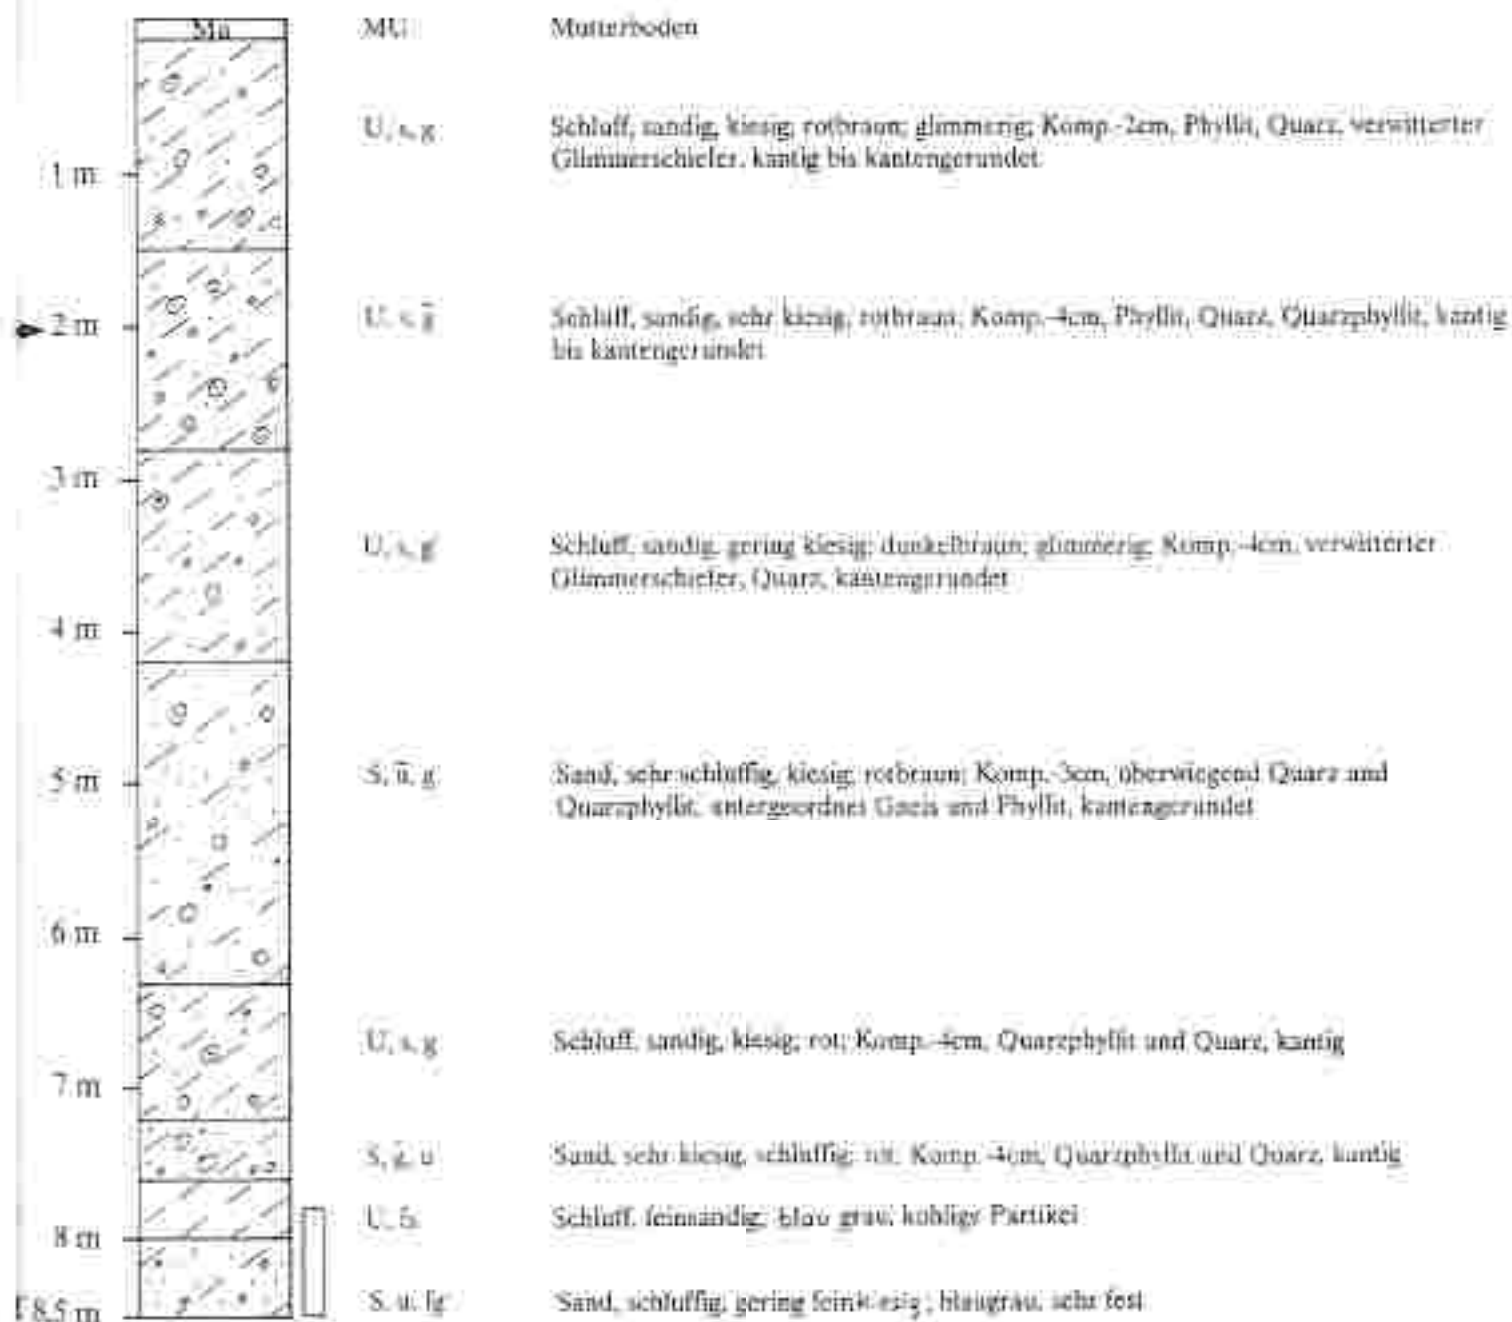 Mu MU Mutterboden
U, s, g Schluff, sandig, kiesig; rotbraun; glimmerig; Komp.-2cm, Phyllit, Quarz, verwitterter
Glimmerschiefer, kantig bis kantengerundet
1 m
2 m U, s, ḡ Schluff, sandig, sehr kiesig; rotbraun; Komp.-4cm, Phyllit, Quarz, Quarzphyllit, kantig
bis kantengerundet
3 m
U, s, g' Schluff, sandig, gering kiesig; dunkelbraun; glimmerig; Komp.-4cm, verwitterter
Glimmerschiefer, Quarz, kantengerundet
4 m
5 m S, ū, g Sand, sehr schluffig, kiesig; rotbraun; Komp.-3cm, überwiegend Quarz und
Quarzphyllit, untergeordnet Gneis und Phyllit, kantengerundet
6 m
U, s, g Schluff, sandig, kiesig; rot; Komp.-4cm, Quarzphyllit und Quarz, kantig
7 m
S, ḡ, u Sand, sehr kiesig, schluffig; rot; Komp.-4cm, Quarzphyllit und Quarz, kantig
U, fs Schluff, feinsandig; blau grau; kohlige Partikel
8 m
8.5 m S, u, fg' Sand, schluffig, gering feinkiesig; blaugrau, sehr fest